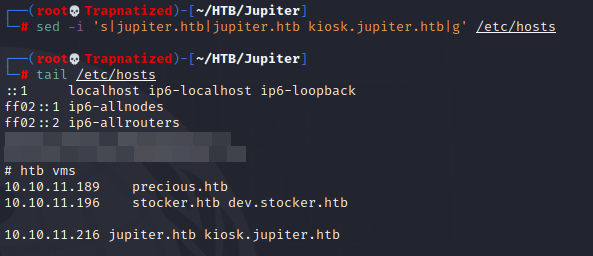 ┌──(root💀Trapnatized)-[~/HTB/Jupiter]
└─# sed -i 's|jupiter.htb|jupiter.htb kiosk.jupiter.htb|g' /etc/hosts
┌──(root💀Trapnatized)-[~/HTB/Jupiter]
└─# tail /etc/hosts
::1     localhost ip6-localhost ip6-loopback
ff02::1 ip6-allnodes
ff02::2 ip6-allrouters
# htb vms
10.10.11.189    precious.htb
10.10.11.196    stocker.htb dev.stocker.htb
10.10.11.216 jupiter.htb kiosk.jupiter.htb